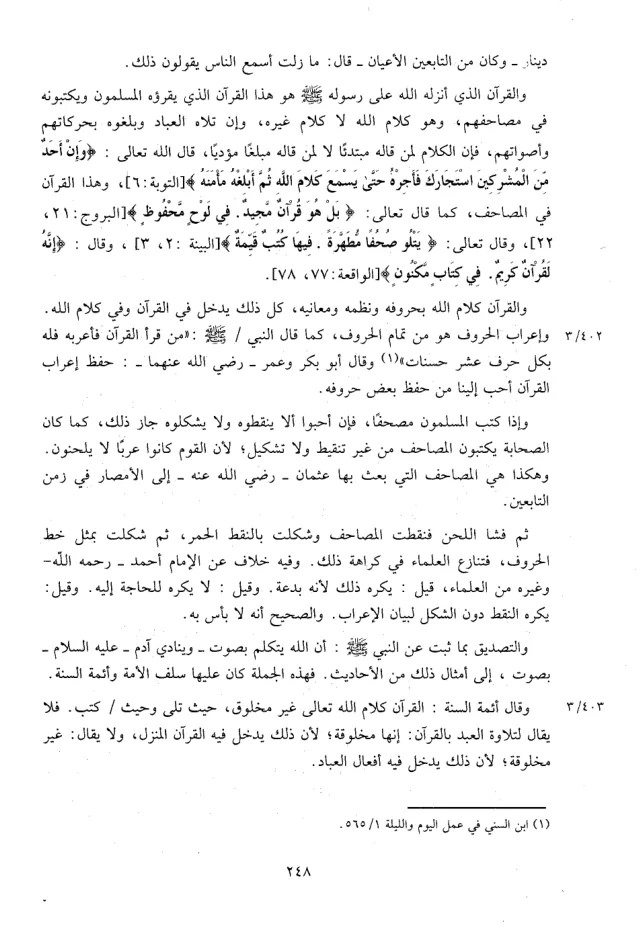 دينار ـ وكان من التابعين الأعيان ـ قال: ما زلت أسمع الناس يقولون ذلك.
والقرآن الذي أنزله الله على رسوله ﷺ هو هذا القرآن الذي يقرؤه المسلمون ويكتبونه
في مصاحفهم، وهو كلام الله لا كلام غيره، وإن تلاه العباد وبلغوه بحركاتهم
وأصواتهم، فإن الكلام لمن قاله مبتدئًا لا لمن قاله مبلغًا مؤديًا، قال الله تعالى : ﴿وَإِنْ أَحَدٌ
مِّنَ الْمُشْرِكِينَ اسْتَجَارَكَ فَأَجِرْهُ حَتَّىٰ يَسْمَعَ كَلَامَ اللَّهِ ثُمَّ أَبْلِغْهُ مَأْمَنَهُ ﴾[التوبة:٦]، وهذا القرآن
في المصاحف، كما قال تعالى: ﴿ بَلْ هُوَ قُرْآنٌ مَّجِيدٌ. فِي لَوْحٍ مَّحْفُوظٍ ﴾[البروج:٢١،
٢٢]، وقال تعالى: ﴿ يَتْلُو صُحُفًا مُّطَهَّرَةً . فِيهَا كُتُبٌ قَيِّمَةٌ ﴾[البينة :٢، ٣] ، وقال : ﴿إِنَّهُ
لَقُرْآنٌ كَرِيمٌ. فِي كِتَابٍ مَّكْنُونٍ ﴾[الواقعة:٧٧، ٧٨].
والقرآن كلام الله بحروفه ونظمه ومعانيه، كل ذلك يدخل في القرآن وفي كلام الله.
٣/٤٠٢ وإعراب الحروف هو من تمام الحروف، كما قال النبي / ﷺ :«من قرأ القرآن فأعربه فله
بكل حرف عشر حسنات»(١) وقال أبو بكر وعمر ـ رضي الله عنهما ـ : حفظ إعراب
القرآن أحب إلينا من حفظ بعض حروفه.
وإذا كتب المسلمون مصحفًا، فإن أحبوا ألا ينقطوه ولا يشكلوه جاز ذلك، كما كان
الصحابة يكتبون المصاحف من غير تنقيط ولا تشكيل؛ لأن القوم كانوا عربًا لا يلحنون.
وهكذا هي المصاحف التي بعث بها عثمان ـ رضي الله عنه ـ إلى الأمصار في زمن
التابعين.
ثم فشا اللحن فنقطت المصاحف وشكلت بالنقط الحمر، ثم شكلت بمثل خط
الحروف، فتنازع العلماء في كراهة ذلك. وفيه خلاف عن الإمام أحمد ـ رحمه اللّه-
وغيره من العلماء، قيل : يكره ذلك لأنه بدعة. وقيل : لا يكره للحاجة إليه. وقيل:
يكره النقط دون الشكل لبيان الإعراب. والصحيح أنه لا بأس به.
والتصديق بما ثبت عن النبي ﷺ : أن الله يتكلم بصوت ـ وينادي آدم ـ عليه السلام ـ
بصوت ، إلى أمثال ذلك من الأحاديث. فهذه الجملة كان عليها سلف الأمة وأئمة السنة.
٣/٤٠٣ وقال أئمة السنة : القرآن كلام الله تعالى غير مخلوق، حيث تلى وحيث / كتب. فلا
يقال لتلاوة العبد بالقرآن: إنها مخلوقة؛ لأن ذلك يدخل فيه القرآن المنزل، ولا يقال: غير
مخلوقة؛ لأن ذلك يدخل فيه أفعال العباد.
(١) ابن السني في عمل اليوم والليلة ٥٦٥/١.
٢٤٨